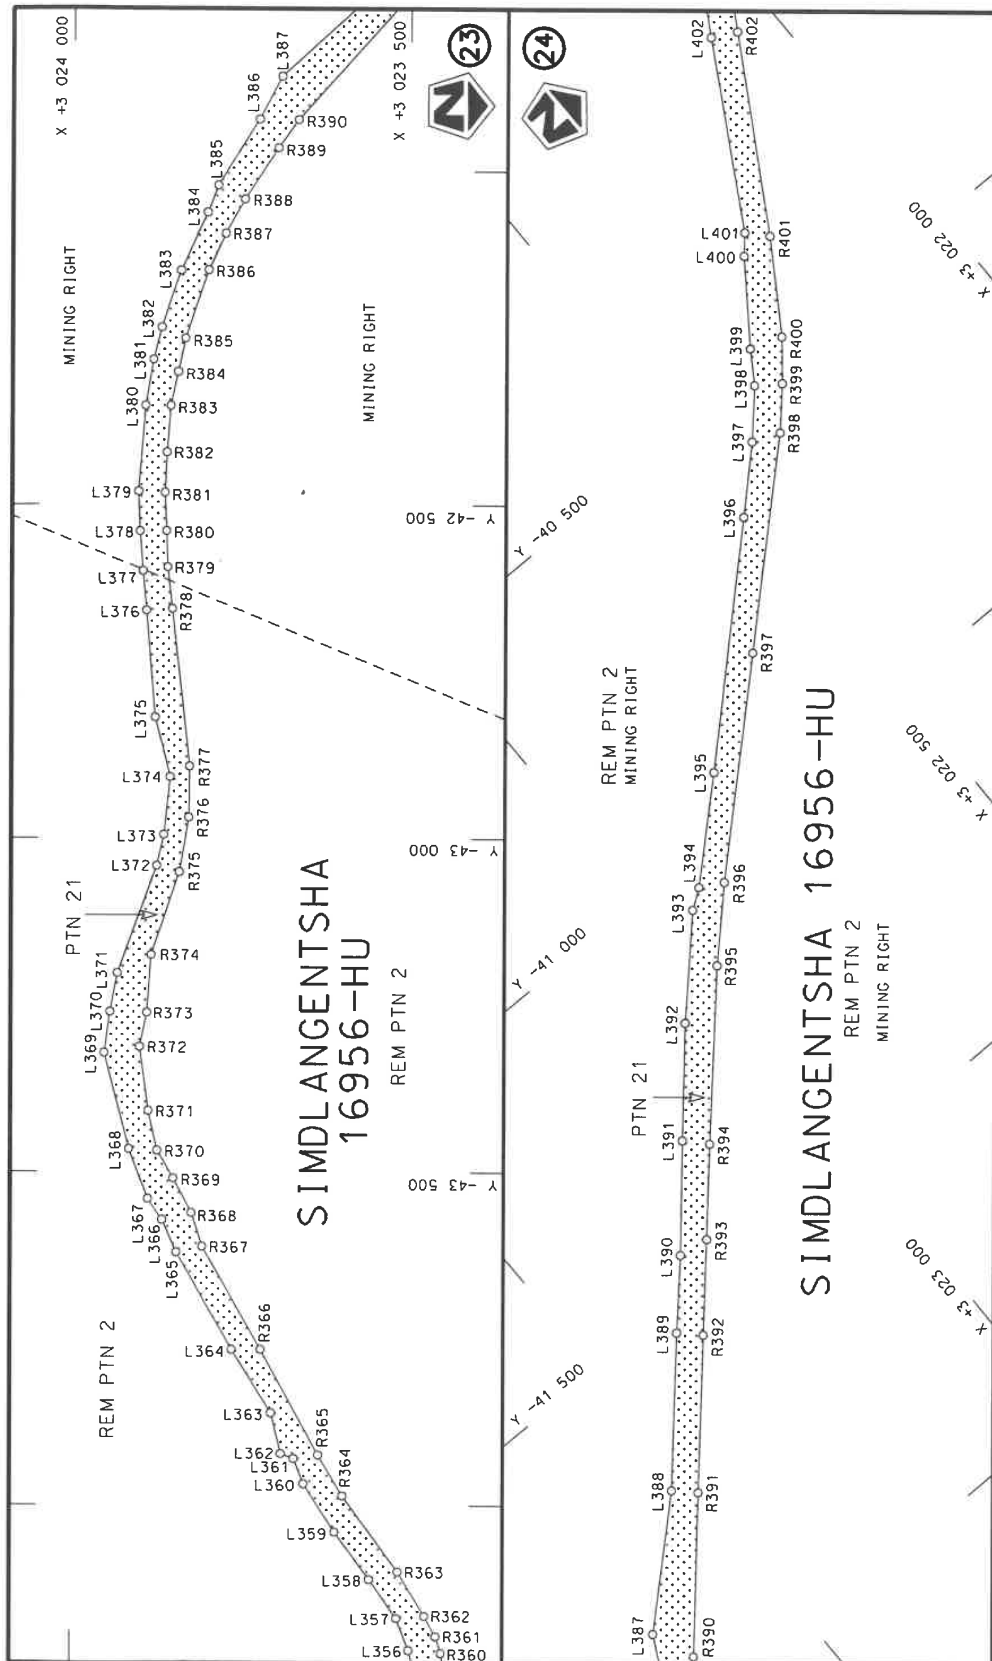 X +3 024 000
X +3 023 500
23
N
MINING RIGHT
MINING RIGHT
L387
L386
L385
L384
L383
L382
L381
L380
L379
L378
L377
L376
L375
L374
L373
L372
L371
L370
L369
L368
L367
L366
L365
L364
L363
L362
L361
L360
L359
L358
L357
L356
R390
R389
R388
R387
R386
R385
R384
R383
R382
R381
R380
R379
R378
R377
R376
R375
R374
R373
R372
R371
R370
R369
R368
R367
R366
R365
R364
R363
R362
R361
R360
Y -42 500
Y -43 000
Y -43 500
PTN 21
SIMDLANGENTSHA
16956-HU
REM PTN 2
REM PTN 2
24
N
L402
L401
L400
L399
L398
L397
L396
L395
L394
L393
L392
L391
L390
L389
L388
L387
R402
R401
R400
R399
R398
R397
R396
R395
R394
R393
R392
R391
R390
X +3 022 000
X +3 022 500
X +3 023 000
Y -40 500
Y -41 000
Y -41 500
REM PTN 2
MINING RIGHT
PTN 21
SIMDLANGENTSHA 16956-HU
REM PTN 2
MINING RIGHT